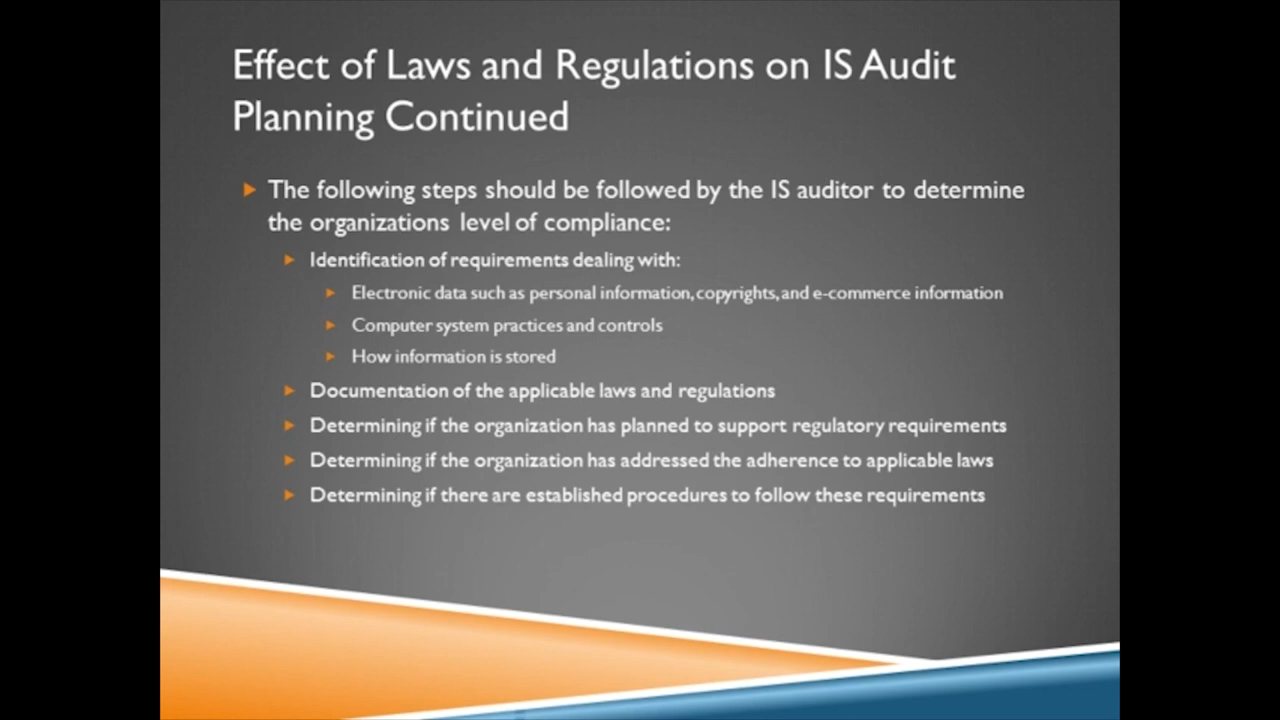 Effect of Laws and Regulations on IS Audit
Planning Continued
The following steps should be followed by the IS auditor to determine
the organizations level of compliance:
Identification of requirements dealing with:
Electronic data such as personal information, copyrights, and e-commerce information
Computer system practices and controls
How information is stored
Documentation of the applicable laws and regulations
Determining if the organization has planned to support regulatory requirements
Determining if the organization has addressed the adherence to applicable laws
Determining if there are established procedures to follow these requirements